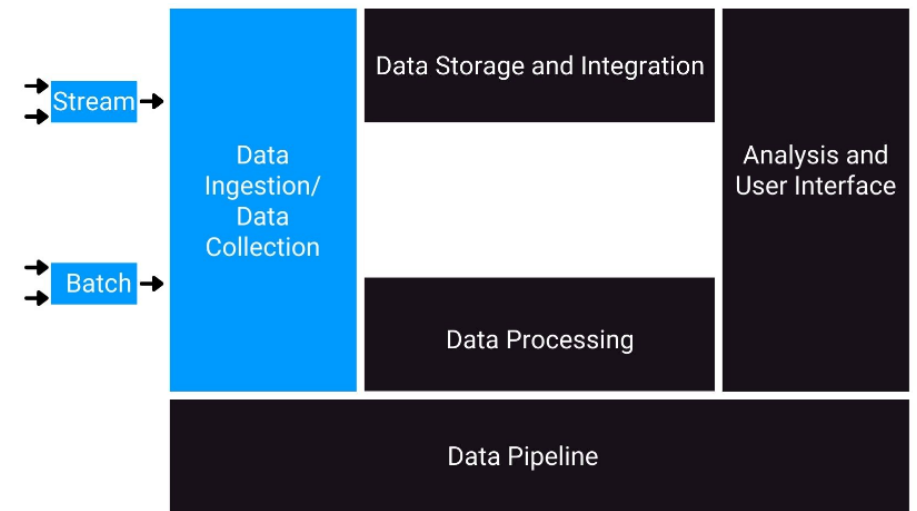 Stream
Batch
Data
Ingestion/
Data
Collection
Data Storage and Integration
Data Processing
Analysis and
User Interface
Data Pipeline